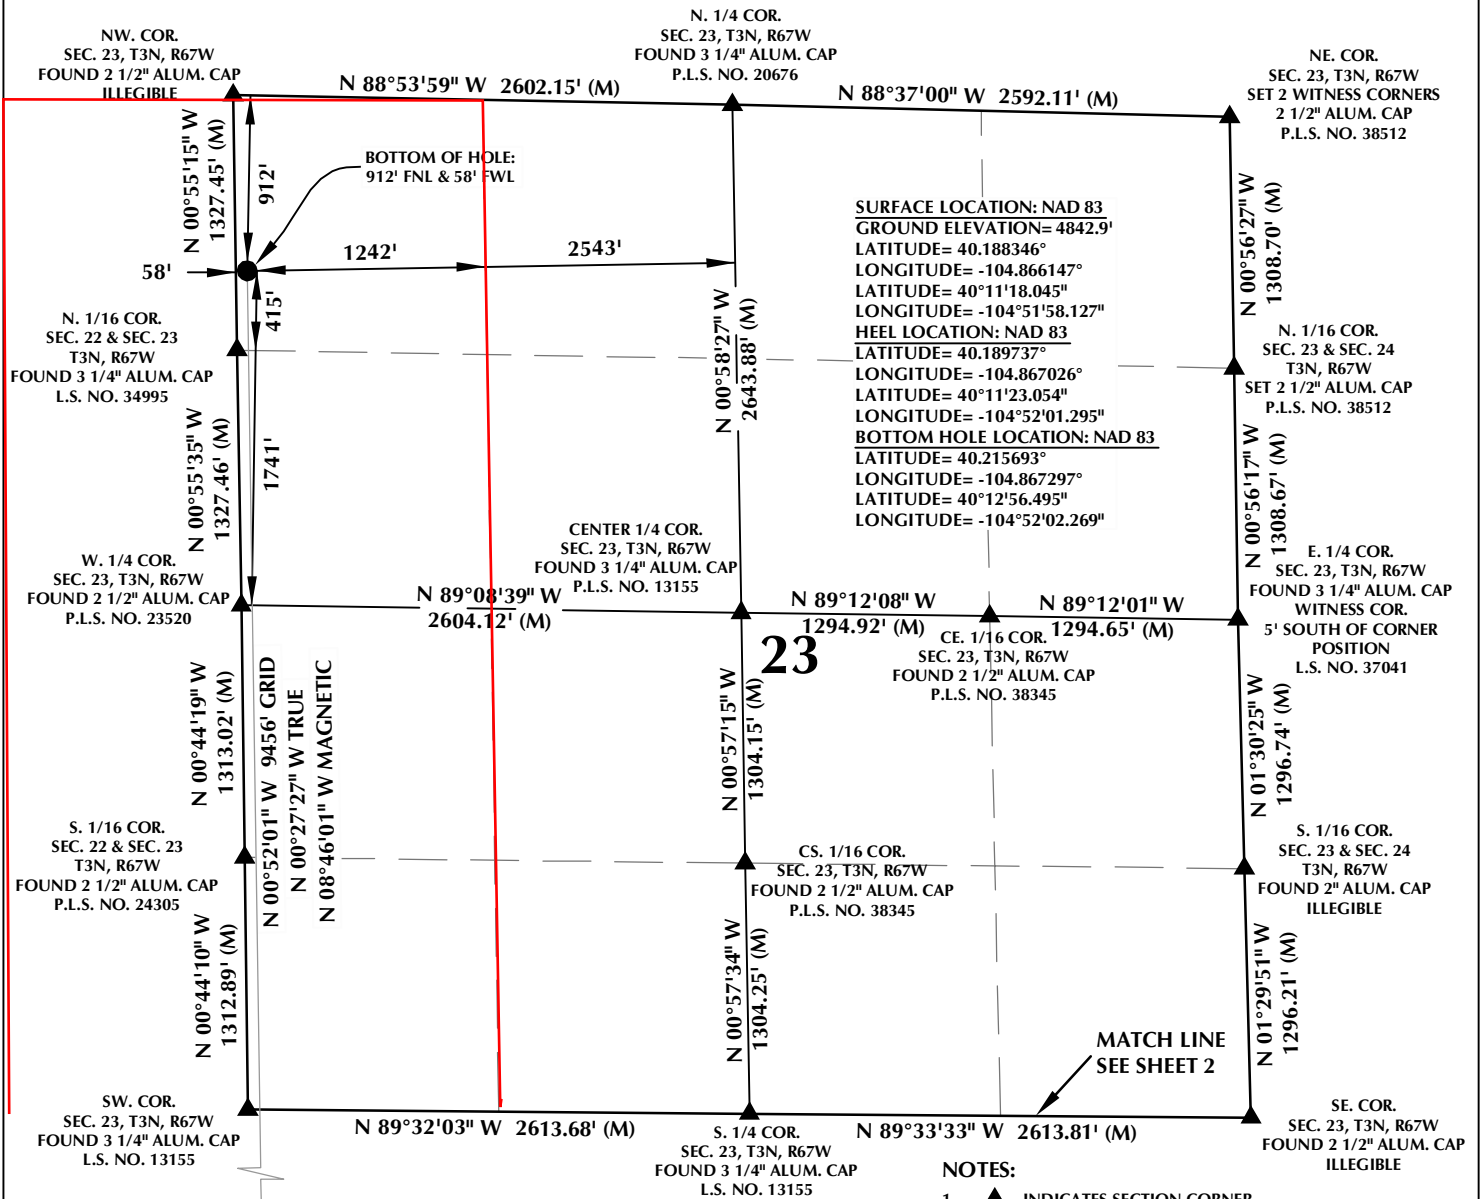 NW. COR.
SEC. 23, T3N, R67W
FOUND 2 1/2" ALUM. CAP
ILLEGIBLE
N. 1/4 COR.
SEC. 23, T3N, R67W
FOUND 3 1/4" ALUM. CAP
P.L.S. NO. 20676
NE. COR.
SEC. 23, T3N, R67W
SET 2 WITNESS CORNERS
2 1/2" ALUM. CAP
P.L.S. NO. 38512
N 88°53'59" W 2602.15' (M)
N 88°37'00" W 2592.11' (M)
N 00°55'15" W
1327.45' (M)
912'
BOTTOM OF HOLE:
912' FNL & 58' FWL
58'
1242'
2543'
415'
N 00°58'27" W
2643.88' (M)
SURFACE LOCATION: NAD 83
GROUND ELEVATION= 4842.9'
LATITUDE= 40.188346°
LONGITUDE= -104.866147°
LATITUDE= 40°11'18.045"
LONGITUDE= -104°51'58.127"
HEEL LOCATION: NAD 83
LATITUDE= 40.189737°
LONGITUDE= -104.867026°
LATITUDE= 40°11'23.054"
LONGITUDE= -104°52'01.295"
BOTTOM HOLE LOCATION: NAD 83
LATITUDE= 40.215693°
LONGITUDE= -104.867297°
LATITUDE= 40°12'56.495"
LONGITUDE= -104°52'02.269"
N 00°56'27" W
1308.70' (M)
N. 1/16 COR.
SEC. 22 & SEC. 23
T3N, R67W
FOUND 3 1/4" ALUM. CAP
L.S. NO. 34995
N. 1/16 COR.
SEC. 23 & SEC. 24
T3N, R67W
SET 2 1/2" ALUM. CAP
P.L.S. NO. 38512
N 00°55'35" W
1327.46' (M)
1741'
N 00°56'17" W
1308.67' (M)
W. 1/4 COR.
SEC. 23, T3N, R67W
FOUND 2 1/2" ALUM. CAP
P.L.S. NO. 23520
CENTER 1/4 COR.
SEC. 23, T3N, R67W
FOUND 3 1/4" ALUM. CAP
P.L.S. NO. 13155
E. 1/4 COR.
SEC. 23, T3N, R67W
FOUND 3 1/4" ALUM. CAP
WITNESS COR.
5' SOUTH OF CORNER
POSITION
L.S. NO. 37041
N 89°08'39" W
2604.12' (M)
N 89°12'08" W
1294.92' (M)
N 89°12'01" W
1294.65' (M)
23
CE. 1/16 COR.
SEC. 23, T3N, R67W
FOUND 2 1/2" ALUM. CAP
P.L.S. NO. 38345
N 00°44'19" W
1313.02' (M)
N 00°52'01" W 9456' GRID
N 00°27'27" W TRUE
N 08°46'01" W MAGNETIC
N 00°57'15" W
1304.15' (M)
N 01°30'25" W
1296.74' (M)
S. 1/16 COR.
SEC. 22 & SEC. 23
T3N, R67W
FOUND 2 1/2" ALUM. CAP
P.L.S. NO. 24305
CS. 1/16 COR.
SEC. 23, T3N, R67W
FOUND 2 1/2" ALUM. CAP
P.L.S. NO. 38345
S. 1/16 COR.
SEC. 23 & SEC. 24
T3N, R67W
FOUND 2" ALUM. CAP
ILLEGIBLE
N 00°44'10" W
1312.89' (M)
N 00°57'34" W
1304.25' (M)
N 01°29'51" W
1296.21' (M)
MATCH LINE
SEE SHEET 2
SW. COR.
SEC. 23, T3N, R67W
FOUND 3 1/4" ALUM. CAP
L.S. NO. 13155
N 89°32'03" W 2613.68' (M)
S. 1/4 COR.
SEC. 23, T3N, R67W
FOUND 3 1/4" ALUM. CAP
L.S. NO. 13155
N 89°33'33" W 2613.81' (M)
SE. COR.
SEC. 23, T3N, R67W
FOUND 2 1/2" ALUM. CAP
ILLEGIBLE
NOTES:
1. INDICATES SECTION CORNER